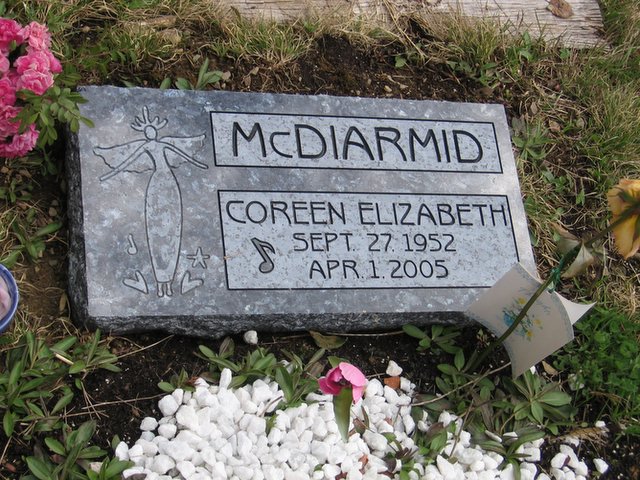 McDIARMID
COREEN ELIZABETH
SEPT. 27. 1952
APR. 1. 2005